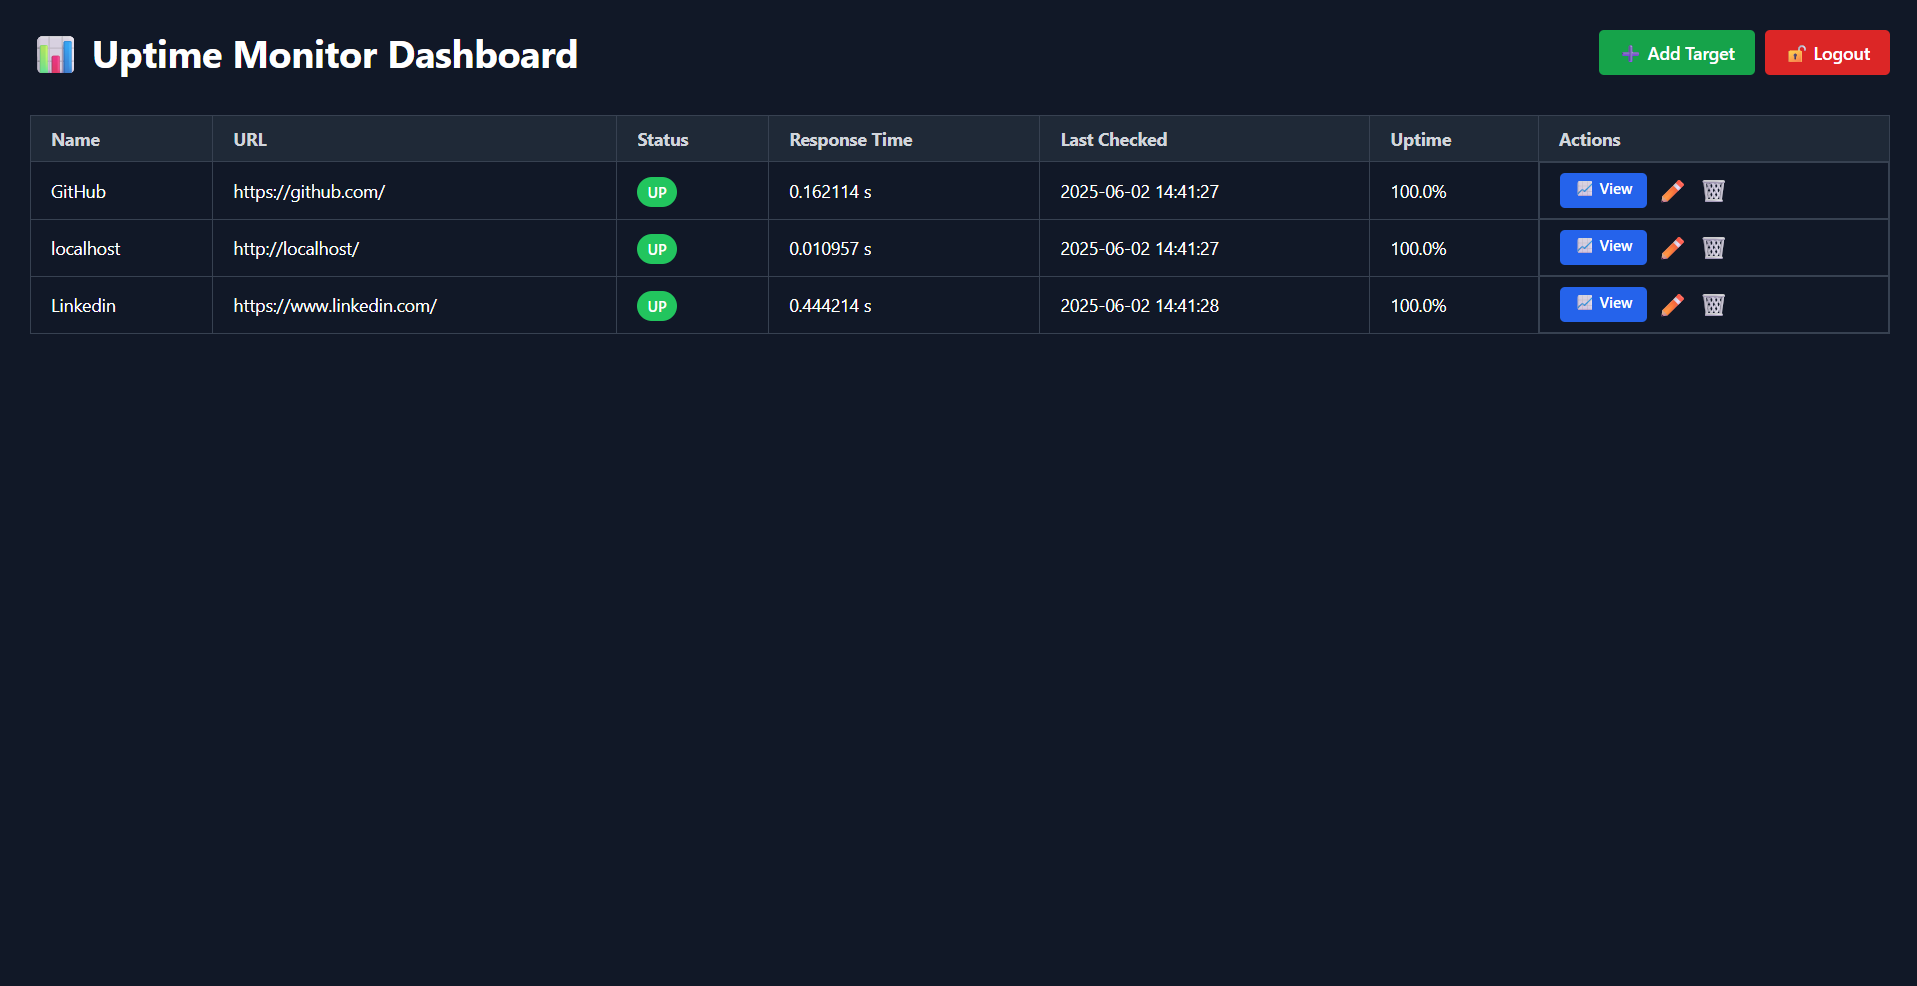 Uptime Monitor Dashboard
Add Target
Logout
Name URL Status Response Time Last Checked Uptime Actions
GitHub https://github.com/ UP 0.162114 s 2025-06-02 14:41:27 100.0% View
localhost http://localhost/ UP 0.010957 s 2025-06-02 14:41:27 100.0% View
Linkedin https://www.linkedin.com/ UP 0.444214 s 2025-06-02 14:41:28 100.0% View